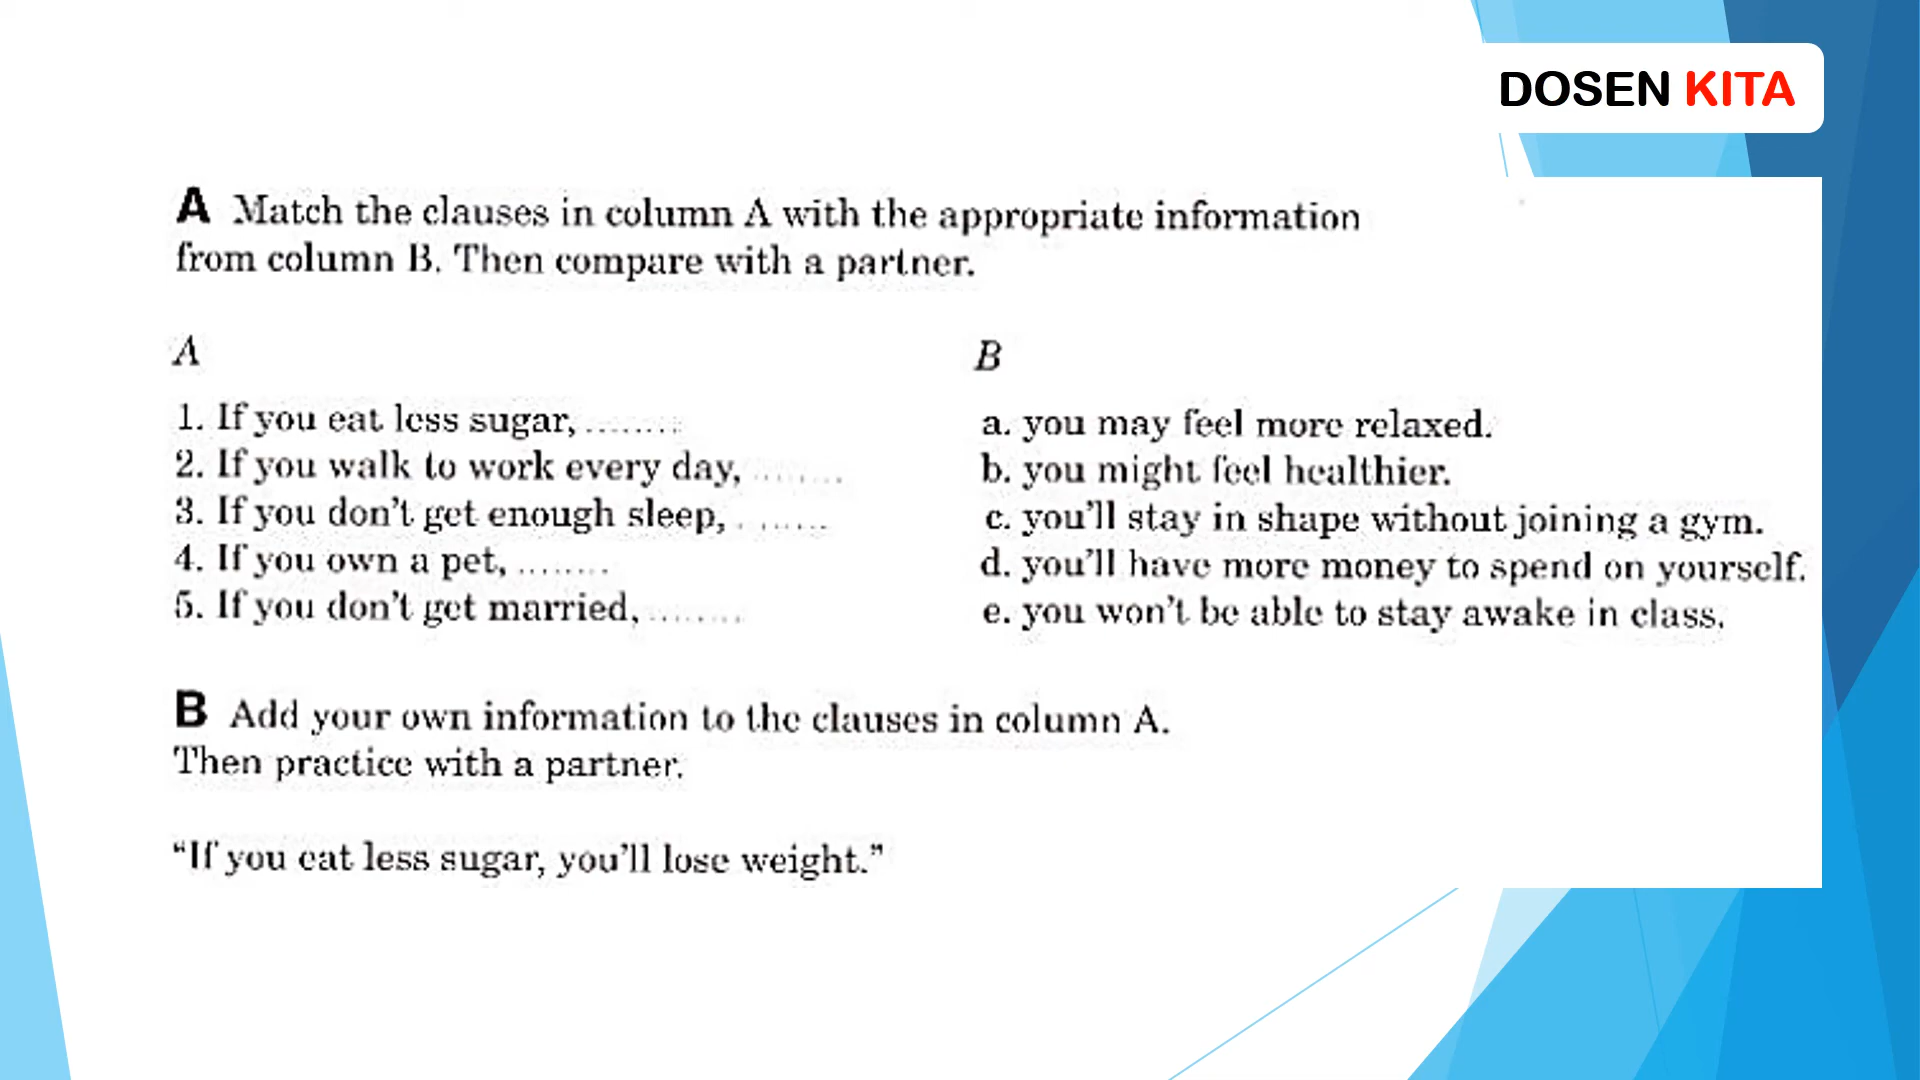 DOSEN KITA
A Match the clauses in column A with the appropriate information
from column B. Then compare with a partner.
A
1. If you eat less sugar, ........
2. If you walk to work every day, ........
3. If you don't get enough sleep, ........
4. If you own a pet, ........
5. If you don't get married, ........
B
a. you may feel more relaxed.
b. you might feel healthier.
c. you'll stay in shape without joining a gym.
d. you'll have more money to spend on yourself.
e. you won't be able to stay awake in class.
B Add your own information to the clauses in column A.
Then practice with a partner.
“If you eat less sugar, you'll lose weight.”